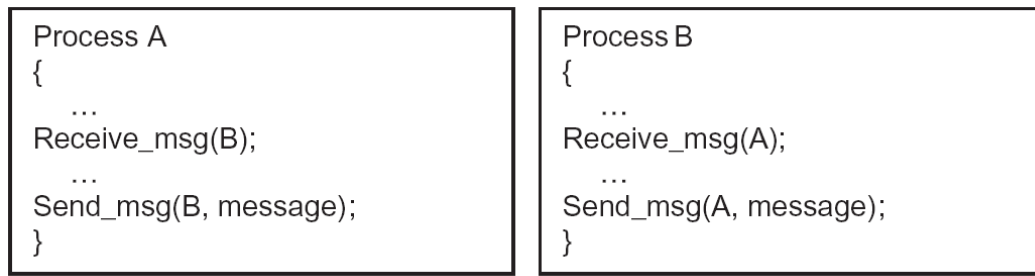 Process A
{
...
Receive_msg(B);
...
Send_msg(B, message);
}
Process B
{
...
Receive_msg(A);
...
Send_msg(A, message);
}